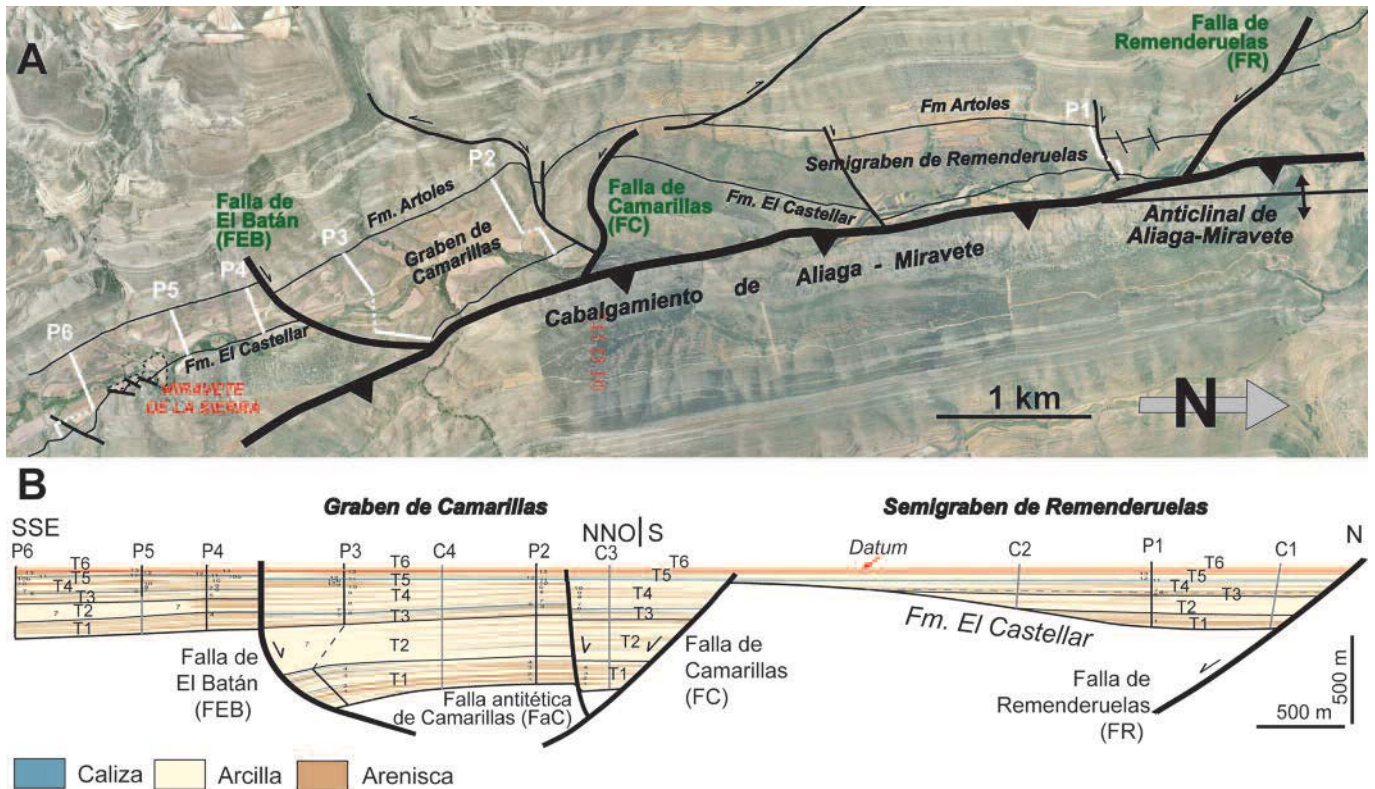 A
Falla de
Remenderuelas
(FR)
Fm Artoles
P1
Semigraben de Remenderuelas
P2
Falla de
Camarillas
(FC)
Fm. El Castellar
Falla de
El Batán
(FEB)
Fm. Artoles
Graben de
Camarillas
P3
P4
P5
P6
Fm. El Castellar
MIRAVETE
DE LA SIERRA
Anticlinal de
Aliaga-Miravete
Cabalgamiento de Aliaga - Miravete
1 km
N
B
Graben de Camarillas
Semigraben de Remenderuelas
SSE
NNO S
N
P6 P5 P4 P3 C4 P2 C3 C2 P1 C1
Datum
T6 T6 T6
T5 T5 T5
T4 T4 T4 T4
T3 T3 T3 T3
T2 T2 T2 T2
T1 T1 T1 T1
Fm. El Castellar
Falla de
El Batán
(FEB)
Falla antitética
de Camarillas (FaC)
Falla de
Camarillas
(FC)
Falla de
Remenderuelas
(FR)
500 m
500 m
Caliza Arcilla Arenisca